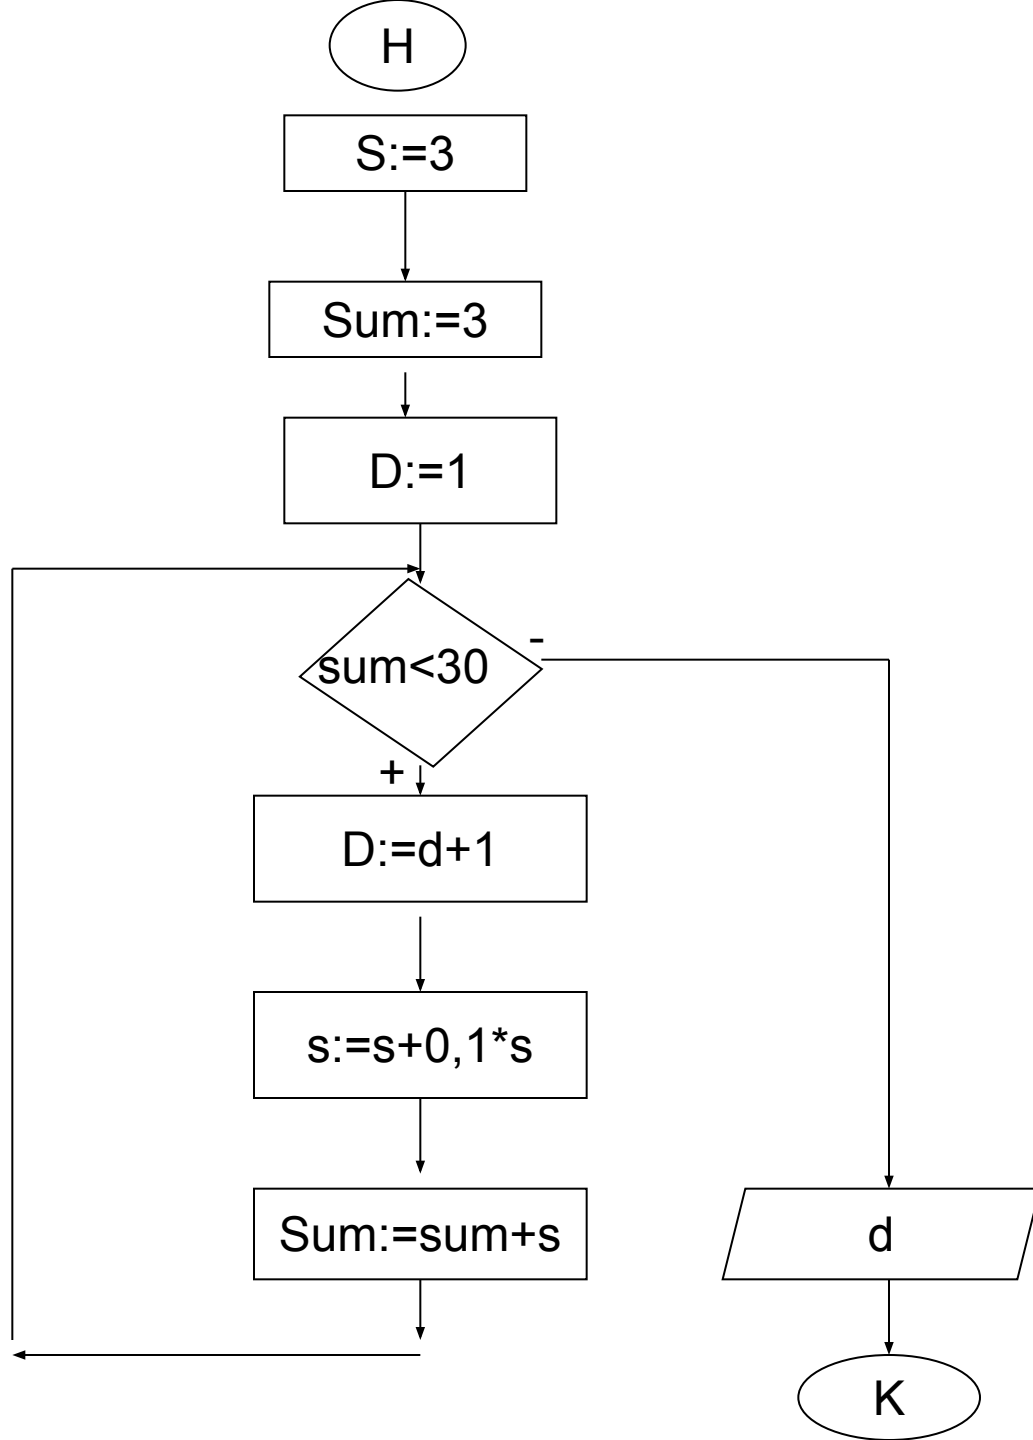 Н
S:=3
Sum:=3
D:=1
sum<30
-
+
D:=d+1
s:=s+0,1*s
Sum:=sum+s
d
К